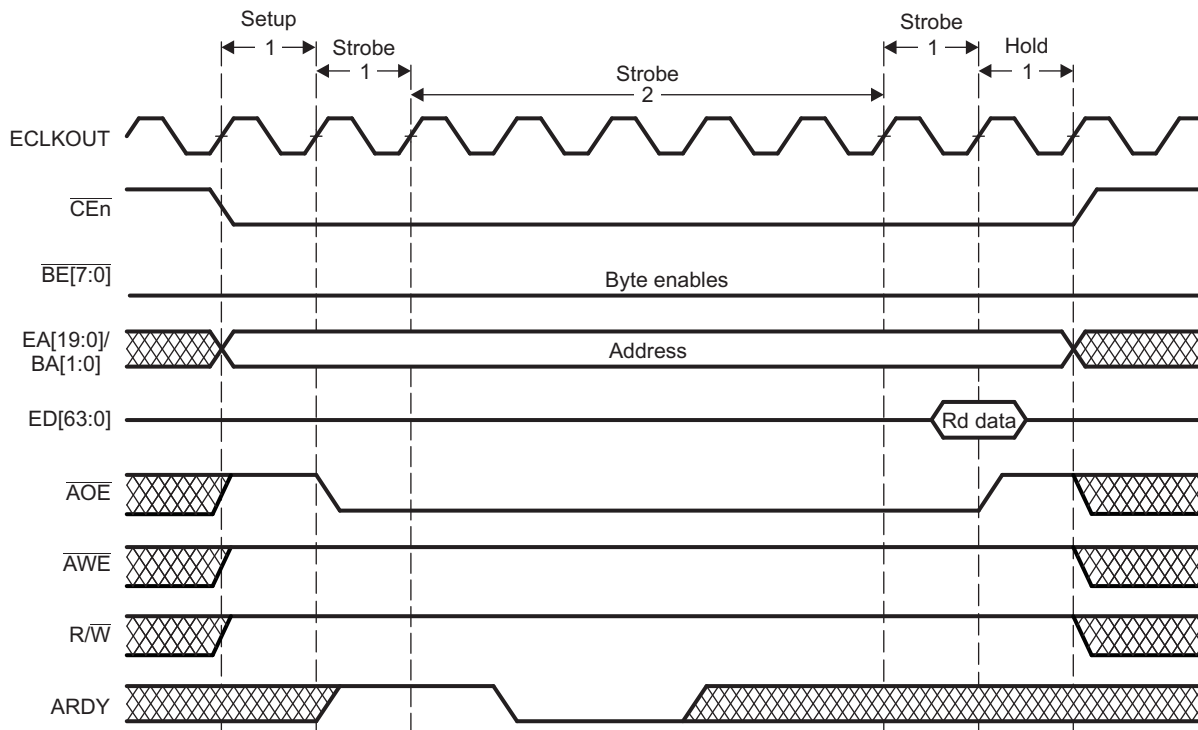 Setup
1
Strobe
1
Strobe
2
Strobe
1
Hold
1
ECLKOUT
CEn
BE[7:0]
Byte enables
EA[19:0]/
BA[1:0]
Address
ED[63:0]
Rd data
AOE
AWE
R/W
ARDY